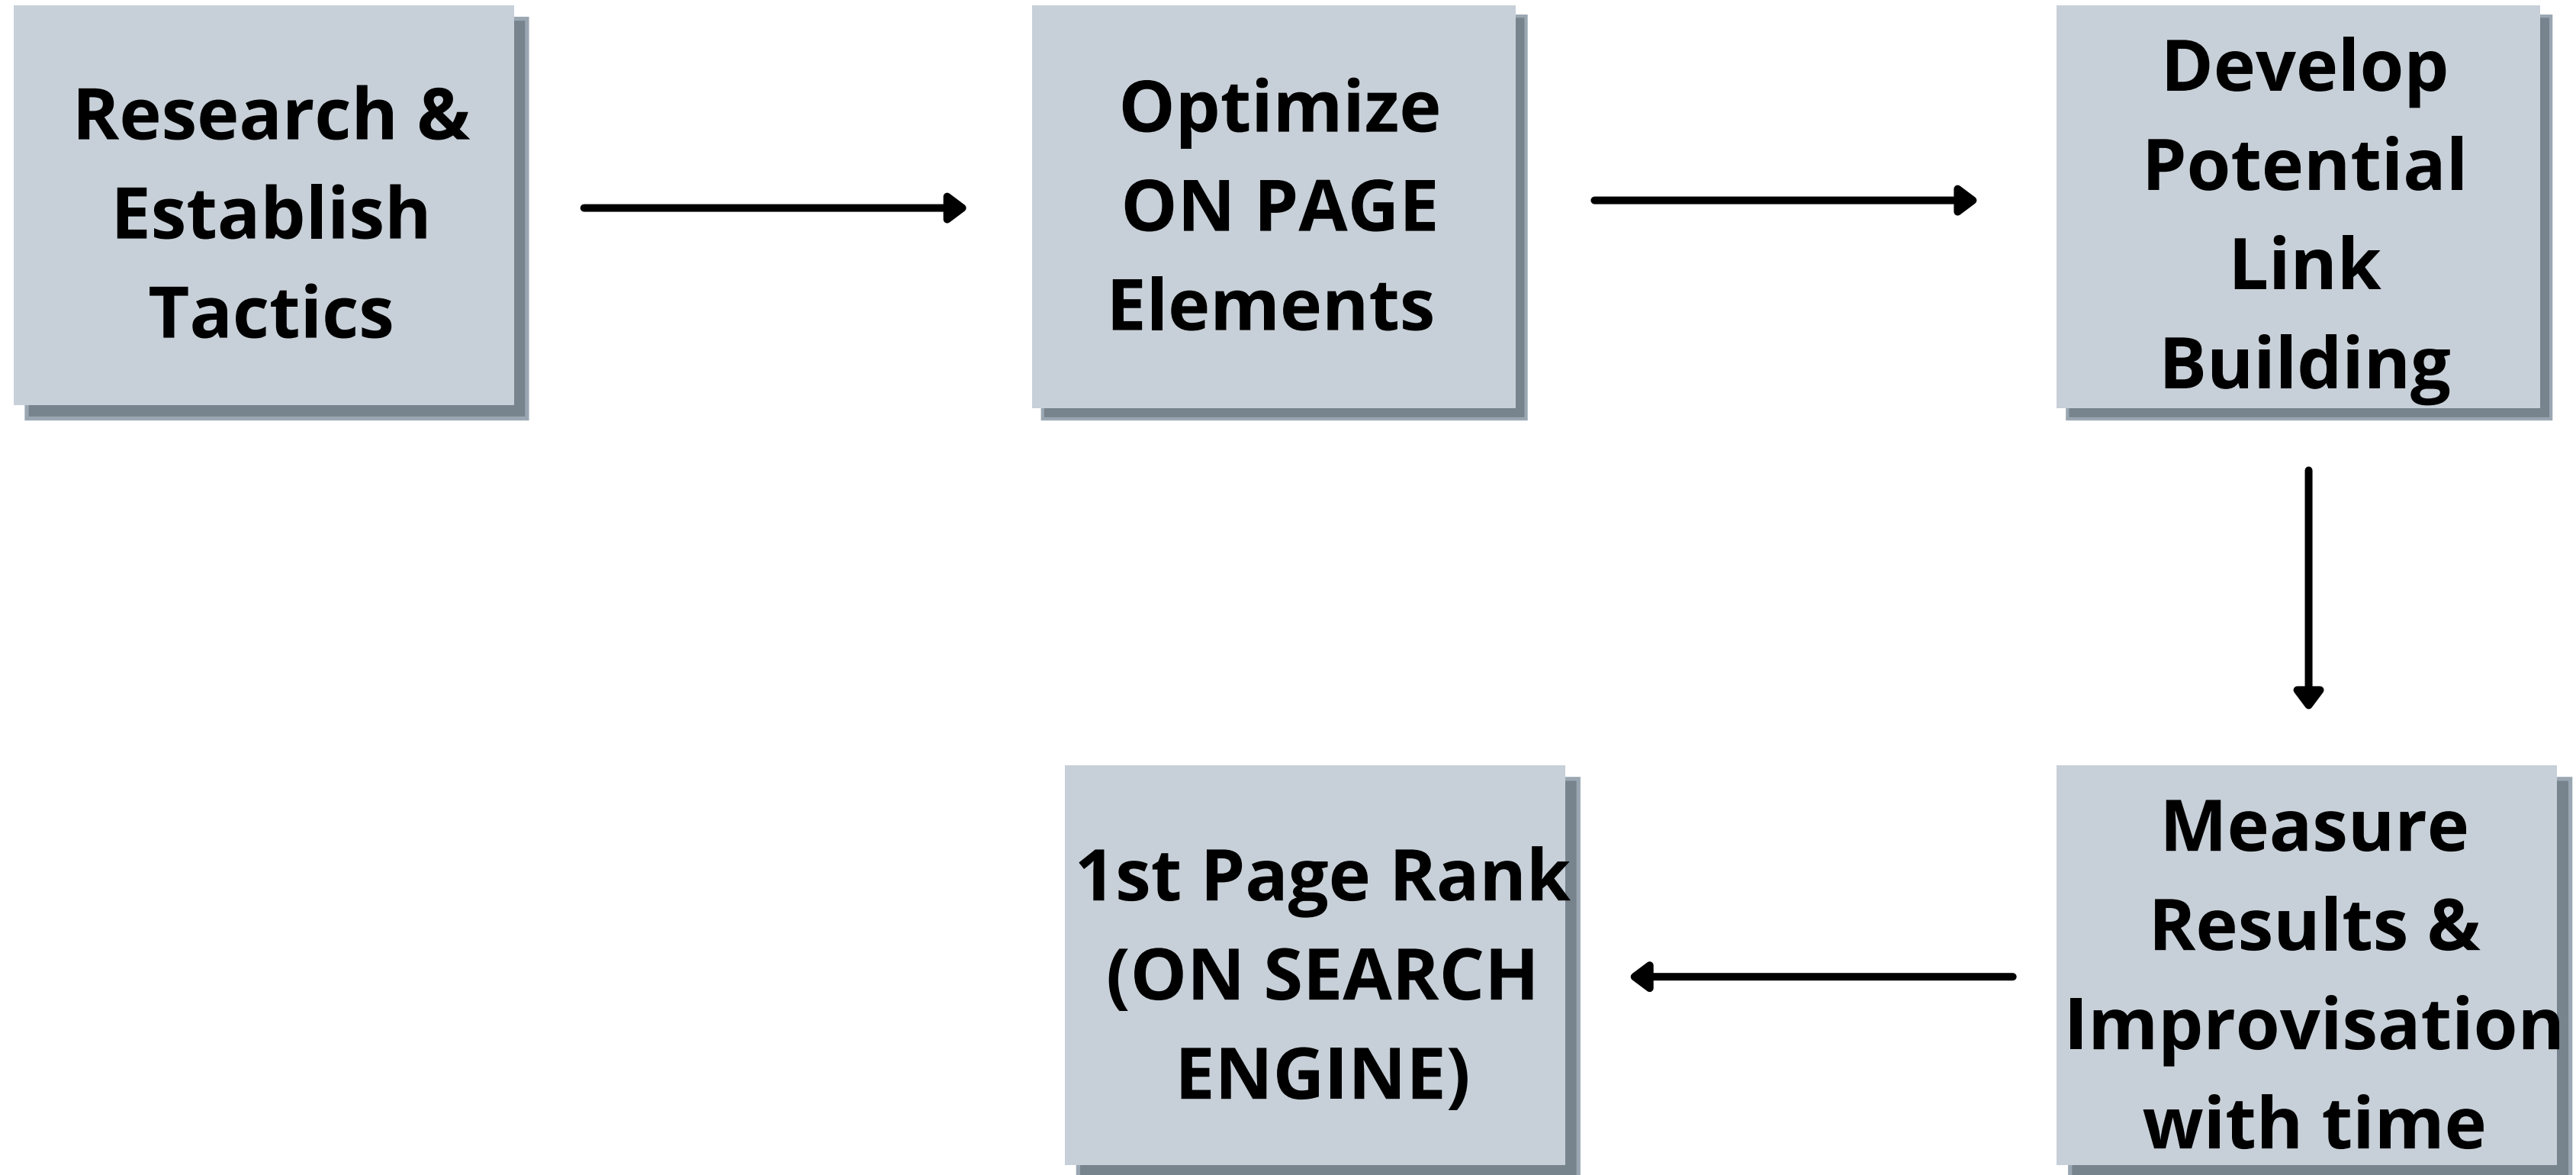 Research &
Establish
Tactics
Optimize
ON PAGE
Elements
Develop
Potential
Link
Building
Measure
Results &
Improvisation
with time
1st Page Rank
(ON SEARCH
ENGINE)